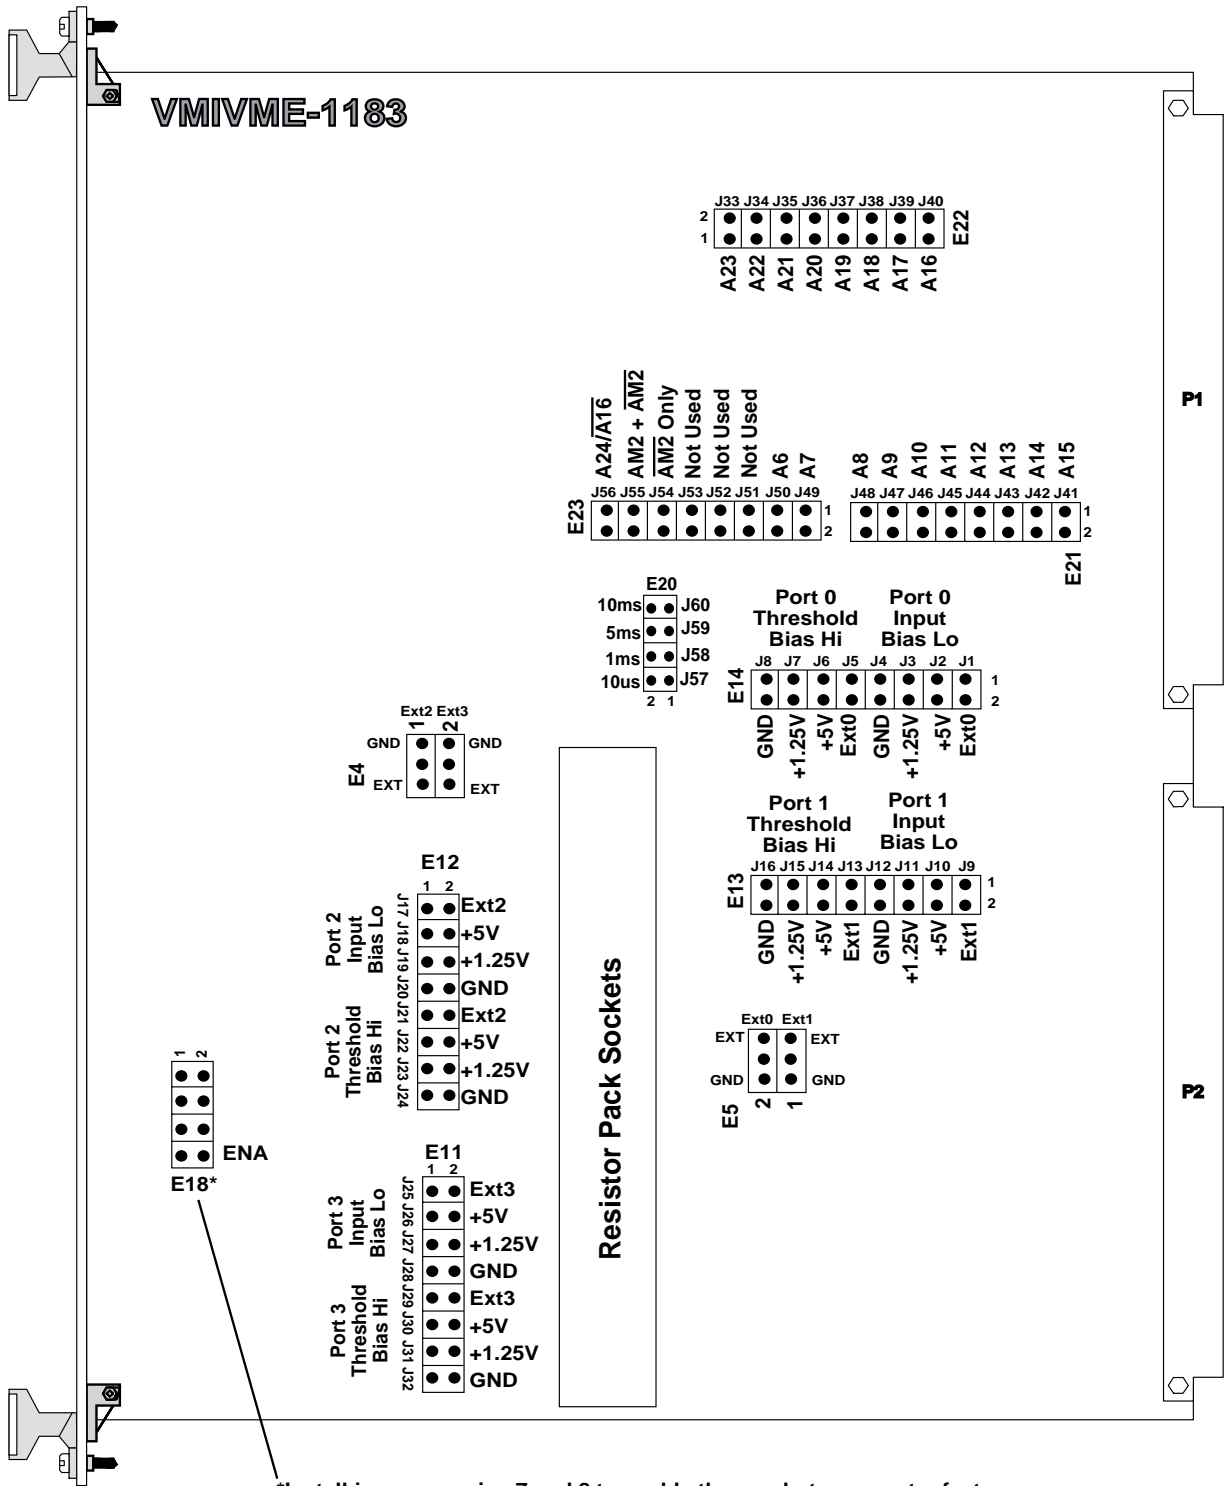 VMIVME-1183
J33 J34 J35 J36 J37 J38 J39 J40
2
1
E22
A23 A22 A21 A20 A19 A18 A17 A16
P1
A24/A16 AM2 + AM2 AM2 Only Not Used Not Used Not Used A6 A7
J56 J55 J54 J53 J52 J51 J50 J49
1
2
E23
A8 A9 A10 A11 A12 A13 A14 A15
J48 J47 J46 J45 J44 J43 J42 J41
1
2
E21
E20
10ms J60
5ms J59
1ms J58
10us J57
2 1
Port 0
Threshold
Bias Hi
Port 0
Input
Bias Lo
J8 J7 J6 J5 J4 J3 J2 J1
1
2
E14
GND +1.25V +5V Ext0 GND +1.25V +5V Ext0
Ext2 Ext3
1 2
GND GND
E4
EXT EXT
Port 1
Threshold
Bias Hi
Port 1
Input
Bias Lo
J16 J15 J14 J13 J12 J11 J10 J9
1
2
E13
GND +1.25V +5V Ext1 GND +1.25V +5V Ext1
E12
1 2
Port 2
Input
Bias Lo
J17 J18 J19 J20 J21 J22 J23 J24
Ext2
+5V
+1.25V
GND
Port 2
Threshold
Bias Hi
Ext2
+5V
+1.25V
GND
Resistor Pack Sockets
Ext0 Ext1
EXT EXT
GND GND
E5
2 1
P2
1 2
ENA
E18*
E11
1 2
Port 3
Input
Bias Lo
J25 J26 J27 J28 J29 J30 J31 J32
Ext3
+5V
+1.25V
GND
Port 3
Threshold
Bias Hi
Ext3
+5V
+1.25V
GND